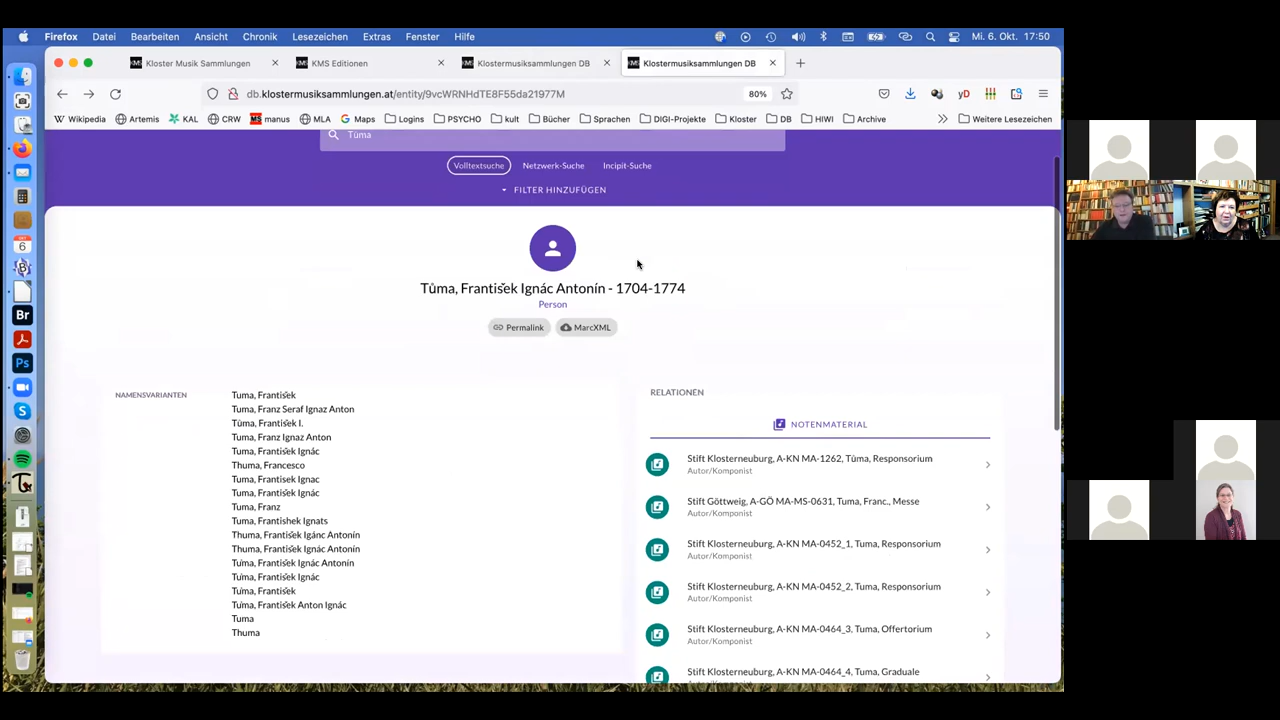 Firefox Datei Bearbeiten Ansicht Chronik Lesezeichen Extras Fenster Hilfe Mi. 6. Okt. 17:50
Kloster Musik Sammlungen KMS Editionen Klostermusiksammlungen DB Klostermusiksammlungen DB
db.klostermusiksammlungen.at/entity/9vcWRNHdTE8F55da21977M 80%
Wikipedia Artemis KAL CRW manus MLA Maps Logins PSYCHO kult Bücher Sprachen DIGI-Projekte Kloster DB HIWI Archive Weitere Lesezeichen
Tůma
Volltextsuche Netzwerk-Suche Incipit-Suche
FILTER HINZUFÜGEN
Tůma, František Ignác Antonín - 1704-1774
Person
Permalink MarcXML
NAMENSVARIANTEN
Tuma, František
Tuma, Franz Seraf Ignaz Anton
Tůma, František I.
Tuma, Franz Ignaz Anton
Tuma, František Ignác
Thuma, Francesco
Tuma, Frantisek Ignac
Tuma, František Ignác
Tuma, Franz
Tuma, Frantishek Ignats
Thuma, František Igánc Antonín
Thuma, František Ignác Antonín
Tůma, František Ignác Antonín
Tůma, František Ignác
Tůma, František
Tůma, František Anton Ignác
Tuma
Thuma
RELATIONEN
NOTENMATERIAL
Stift Klosterneuburg, A-KN MA-1262, Tůma, Responsorium
Autor/Komponist
Stift Göttweig, A-GÖ MA-MS-0631, Tuma, Franc., Messe
Autor/Komponist
Stift Klosterneuburg, A-KN MA-0452_1, Tuma, Responsorium
Autor/Komponist
Stift Klosterneuburg, A-KN MA-0452_2, Tuma, Responsorium
Autor/Komponist
Stift Klosterneuburg, A-KN MA-0464_3, Tuma, Offertorium
Autor/Komponist
Stift Klosterneuburg, A-KN MA-0464_4, Tuma, Graduale